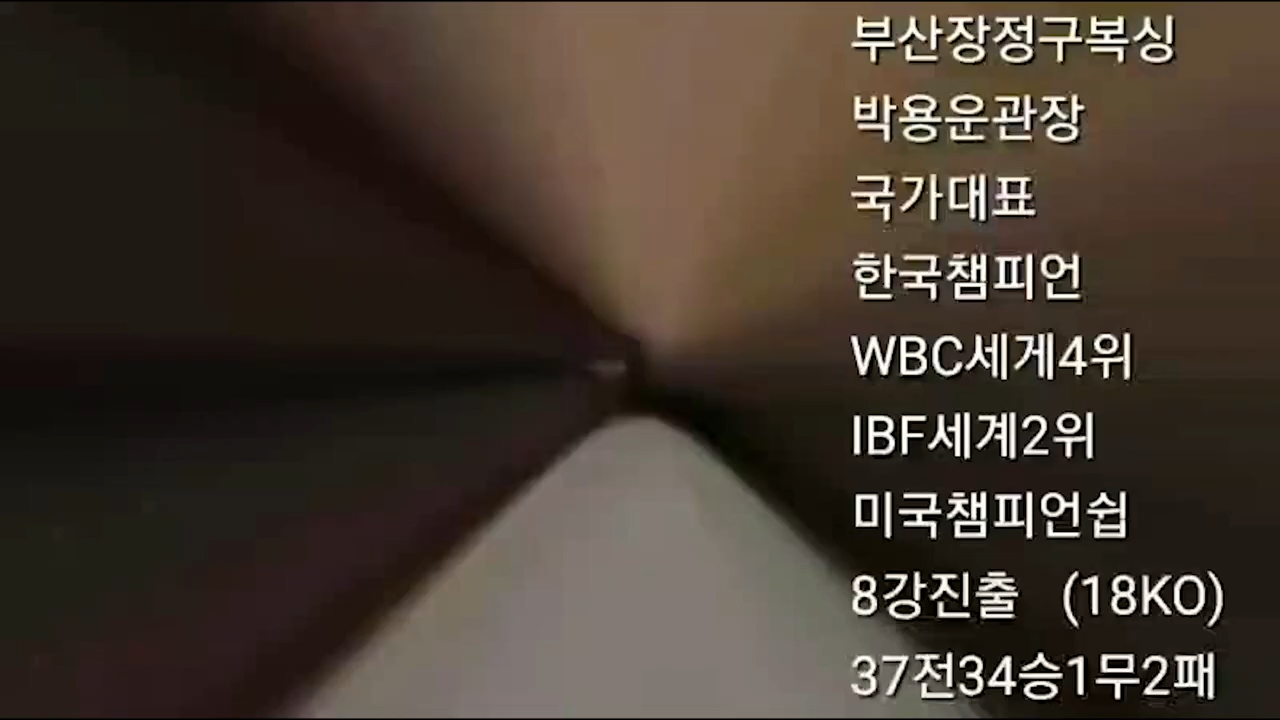 부산장정구복싱
박용운관장
국가대표
한국챔피언
WBC세게4위
IBF세계2위
미국챔피언쉽
8강진출 (18KO)
37전34승1무2패